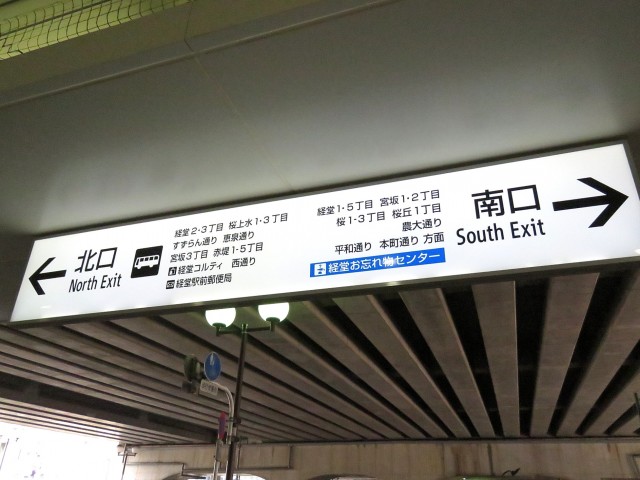 北口
North Exit
経堂2・3丁目 桜上水1・3丁目
すずらん通り 恵泉通り
宮坂3丁目 赤堤1・5丁目
経堂コルティ 西通り
経堂駅前郵便局
経堂1・5丁目 宮坂1・2丁目
桜1・3丁目 桜丘1丁目
農大通り
平和通り 本町通り 方面
経堂お忘れ物センター
南口
South Exit